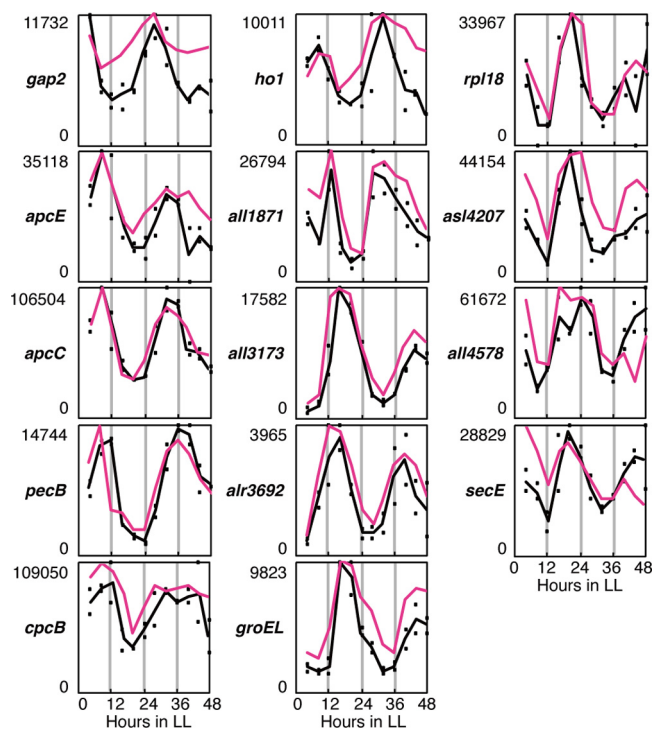 11732
gap2
0
35118
apcE
0
106504
apcC
0
14744
pecB
0
109050
cpcB
0
0 12 24 36 48
Hours in LL
10011
ho1
0
26794
all1871
0
17582
all3173
0
3965
alr3692
0
9823
groEL
0
0 12 24 36 48
Hours in LL
33967
rpl18
0
44154
asl4207
0
61672
all4578
0
28829
secE
0
0 12 24 36 48
Hours in LL